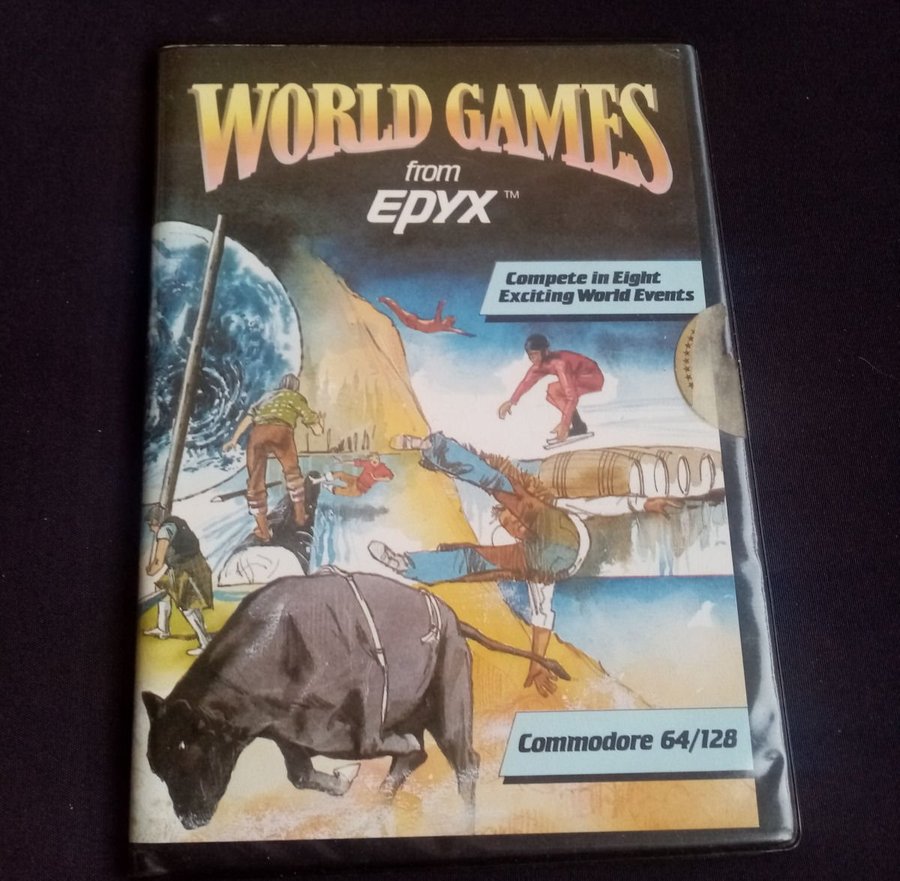 WORLD GAMES
from
EPYX™
Compete in Eight
Exciting World Events
Commodore 64/128